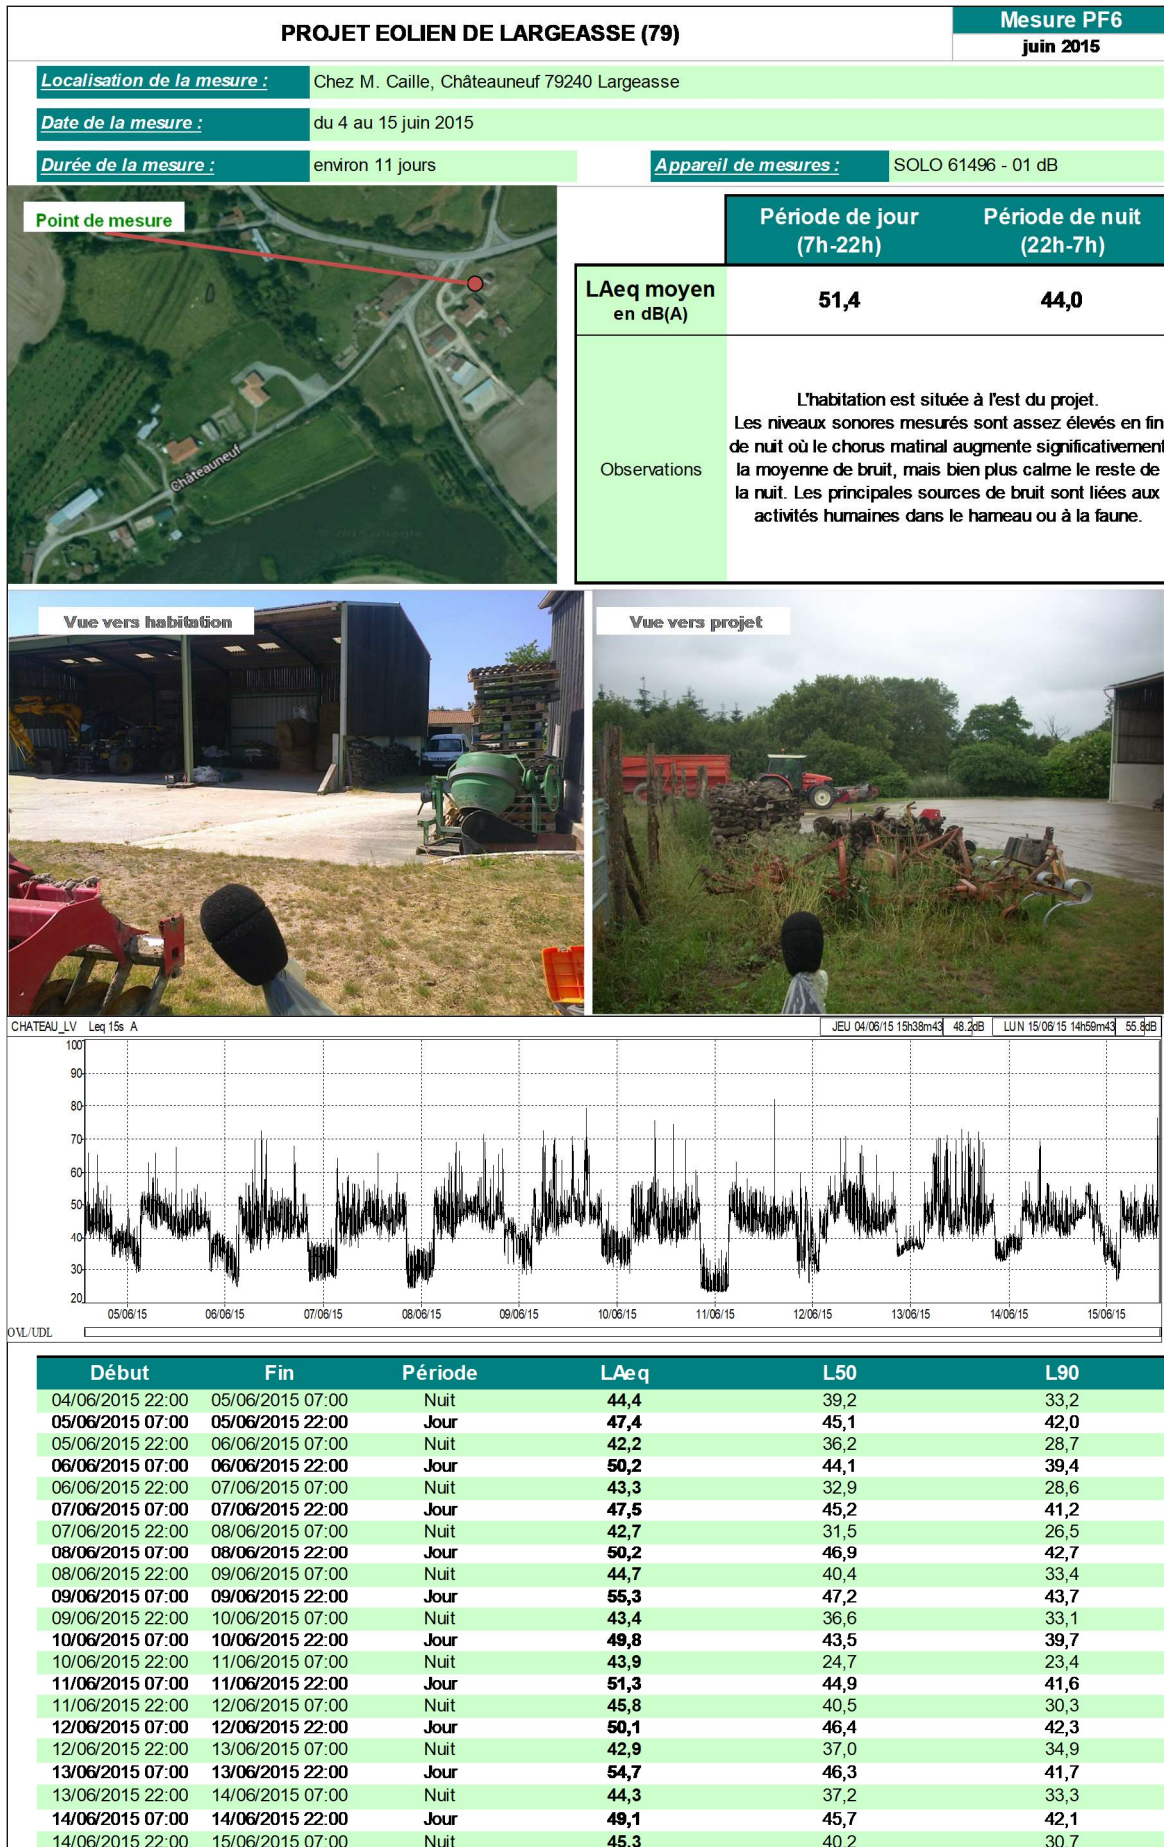 PROJET EOLIEN DE LARGEASSE (79)
Mesure PF6
juin 2015
Localisation de la mesure :
Chez M. Caille, Châteauneuf 79240 Largeasse
Date de la mesure :
du 4 au 15 juin 2015
Durée de la mesure :
environ 11 jours
Appareil de mesures :
SOLO 61496 - 01 dB
Point de mesure
Châteauneuf
Période de jour
(7h-22h)
Période de nuit
(22h-7h)
LAeq moyen
en dB(A)
51,4
44,0
Observations
L'habitation est située à l'est du projet.
Les niveaux sonores mesurés sont assez élevés en fin
de nuit où le chorus matinal augmente significativement
la moyenne de bruit, mais bien plus calme le reste de
la nuit. Les principales sources de bruit sont liées aux
activités humaines dans le hameau ou à la faune.
Vue vers habitation
Vue vers projet
CHATEAU_LV Leq 15s A
JEU 04/06/15 15h38m43 48.2dB LUN 15/06/15 14h59m43 55.8dB
100
90
80
70
60
50
40
30
20
05/06/15 06/06/15 07/06/15 08/06/15 09/06/15 10/06/15 11/06/15 12/06/15 13/06/15 14/06/15 15/06/15
OVL/UDL
Début Fin Période LAeq L50 L90
04/06/2015 22:00 05/06/2015 07:00 Nuit 44,4 39,2 33,2
05/06/2015 07:00 05/06/2015 22:00 Jour 47,4 45,1 42,0
05/06/2015 22:00 06/06/2015 07:00 Nuit 42,2 36,2 28,7
06/06/2015 07:00 06/06/2015 22:00 Jour 50,2 44,1 39,4
06/06/2015 22:00 07/06/2015 07:00 Nuit 43,3 32,9 28,6
07/06/2015 07:00 07/06/2015 22:00 Jour 47,5 45,2 41,2
07/06/2015 22:00 08/06/2015 07:00 Nuit 42,7 31,5 26,5
08/06/2015 07:00 08/06/2015 22:00 Jour 50,2 46,9 42,7
08/06/2015 22:00 09/06/2015 07:00 Nuit 44,7 40,4 33,4
09/06/2015 07:00 09/06/2015 22:00 Jour 55,3 47,2 43,7
09/06/2015 22:00 10/06/2015 07:00 Nuit 43,4 36,6 33,1
10/06/2015 07:00 10/06/2015 22:00 Jour 49,8 43,5 39,7
10/06/2015 22:00 11/06/2015 07:00 Nuit 43,9 24,7 23,4
11/06/2015 07:00 11/06/2015 22:00 Jour 51,3 44,9 41,6
11/06/2015 22:00 12/06/2015 07:00 Nuit 45,8 40,5 30,3
12/06/2015 07:00 12/06/2015 22:00 Jour 50,1 46,4 42,3
12/06/2015 22:00 13/06/2015 07:00 Nuit 42,9 37,0 34,9
13/06/2015 07:00 13/06/2015 22:00 Jour 54,7 46,3 41,7
13/06/2015 22:00 14/06/2015 07:00 Nuit 44,3 37,2 33,3
14/06/2015 07:00 14/06/2015 22:00 Jour 49,1 45,7 42,1
14/06/2015 22:00 15/06/2015 07:00 Nuit 45,3 40,2 30,7